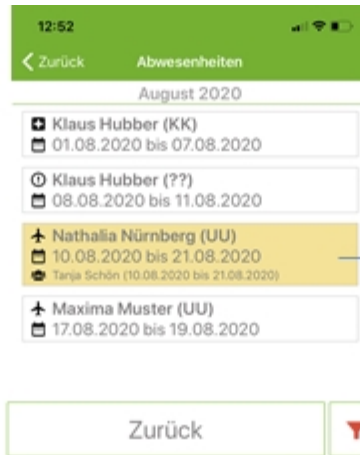 12:52
Zurück
Abwesenheiten
August 2020
Klaus Hubber (KK)
01.08.2020 bis 07.08.2020
Klaus Hubber (??)
08.08.2020 bis 11.08.2020
Nathalia Nürnberg (UU)
10.08.2020 bis 21.08.2020
Tanja Schön (10.08.2020 bis 21.08.2020)
Maxima Muster (UU)
17.08.2020 bis 19.08.2020
Zurück